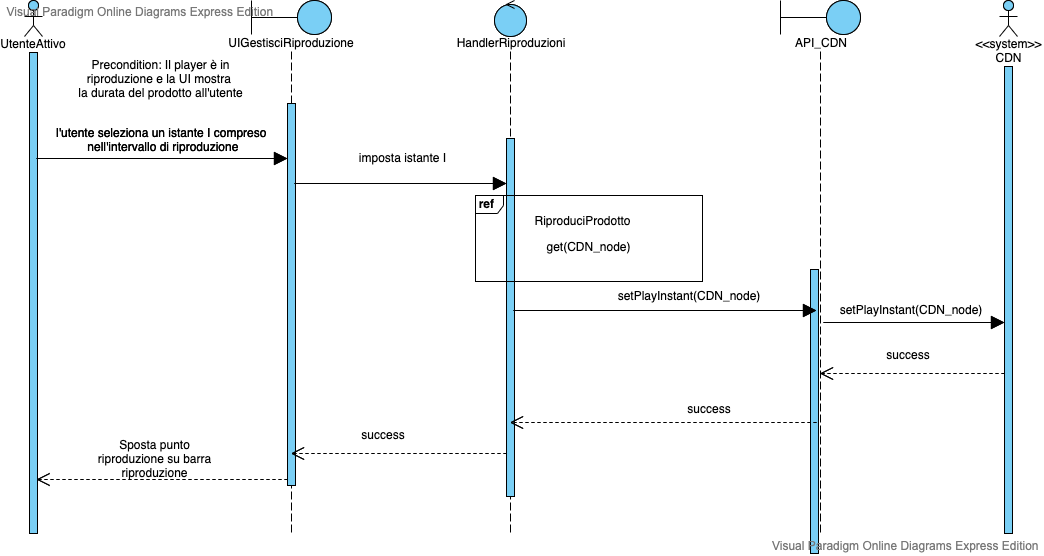 Visual Paradigm Online Diagrams Express Edition
UtenteAttivo
UIGestisciRiproduzione
HandlerRiproduzioni
API_CDN
<<system>>
CDN
Precondition: Il player è in
riproduzione e la UI mostra
la durata del prodotto all'utente
l'utente seleziona un istante I compreso
nell'intervallo di riproduzione
imposta istante I
ref
RiproduciProdotto
get(CDN_node)
setPlayInstant(CDN_node)
setPlayInstant(CDN_node)
success
success
success
Sposta punto
riproduzione su barra
riproduzione
Visual Paradigm Online Diagrams Express Edition